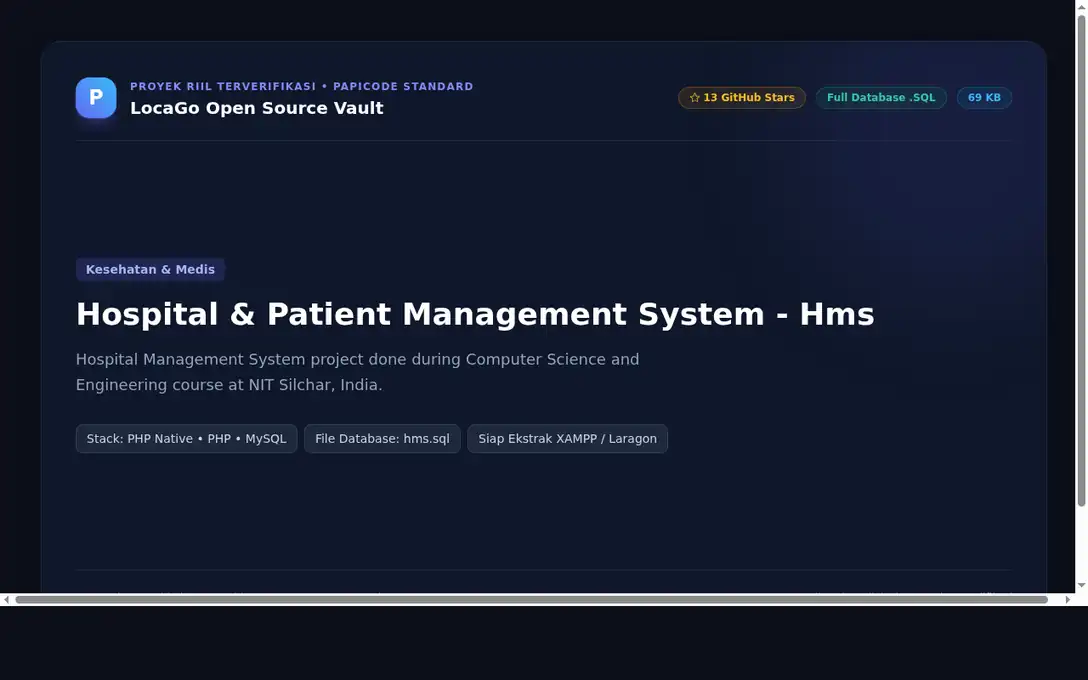 P
PROYEK RIIL TERVERIFIKASI • PAPICODE STANDARD
LocaGo Open Source Vault
☆ 13 GitHub Stars
Full Database .SQL
69 KB
Kesehatan & Medis
Hospital & Patient Management System - Hms
Hospital Management System project done during Computer Science and
Engineering course at NIT Silchar, India.
Stack: PHP Native • PHP • MySQL
File Database: hms.sql
Siap Ekstrak XAMPP / Laragon